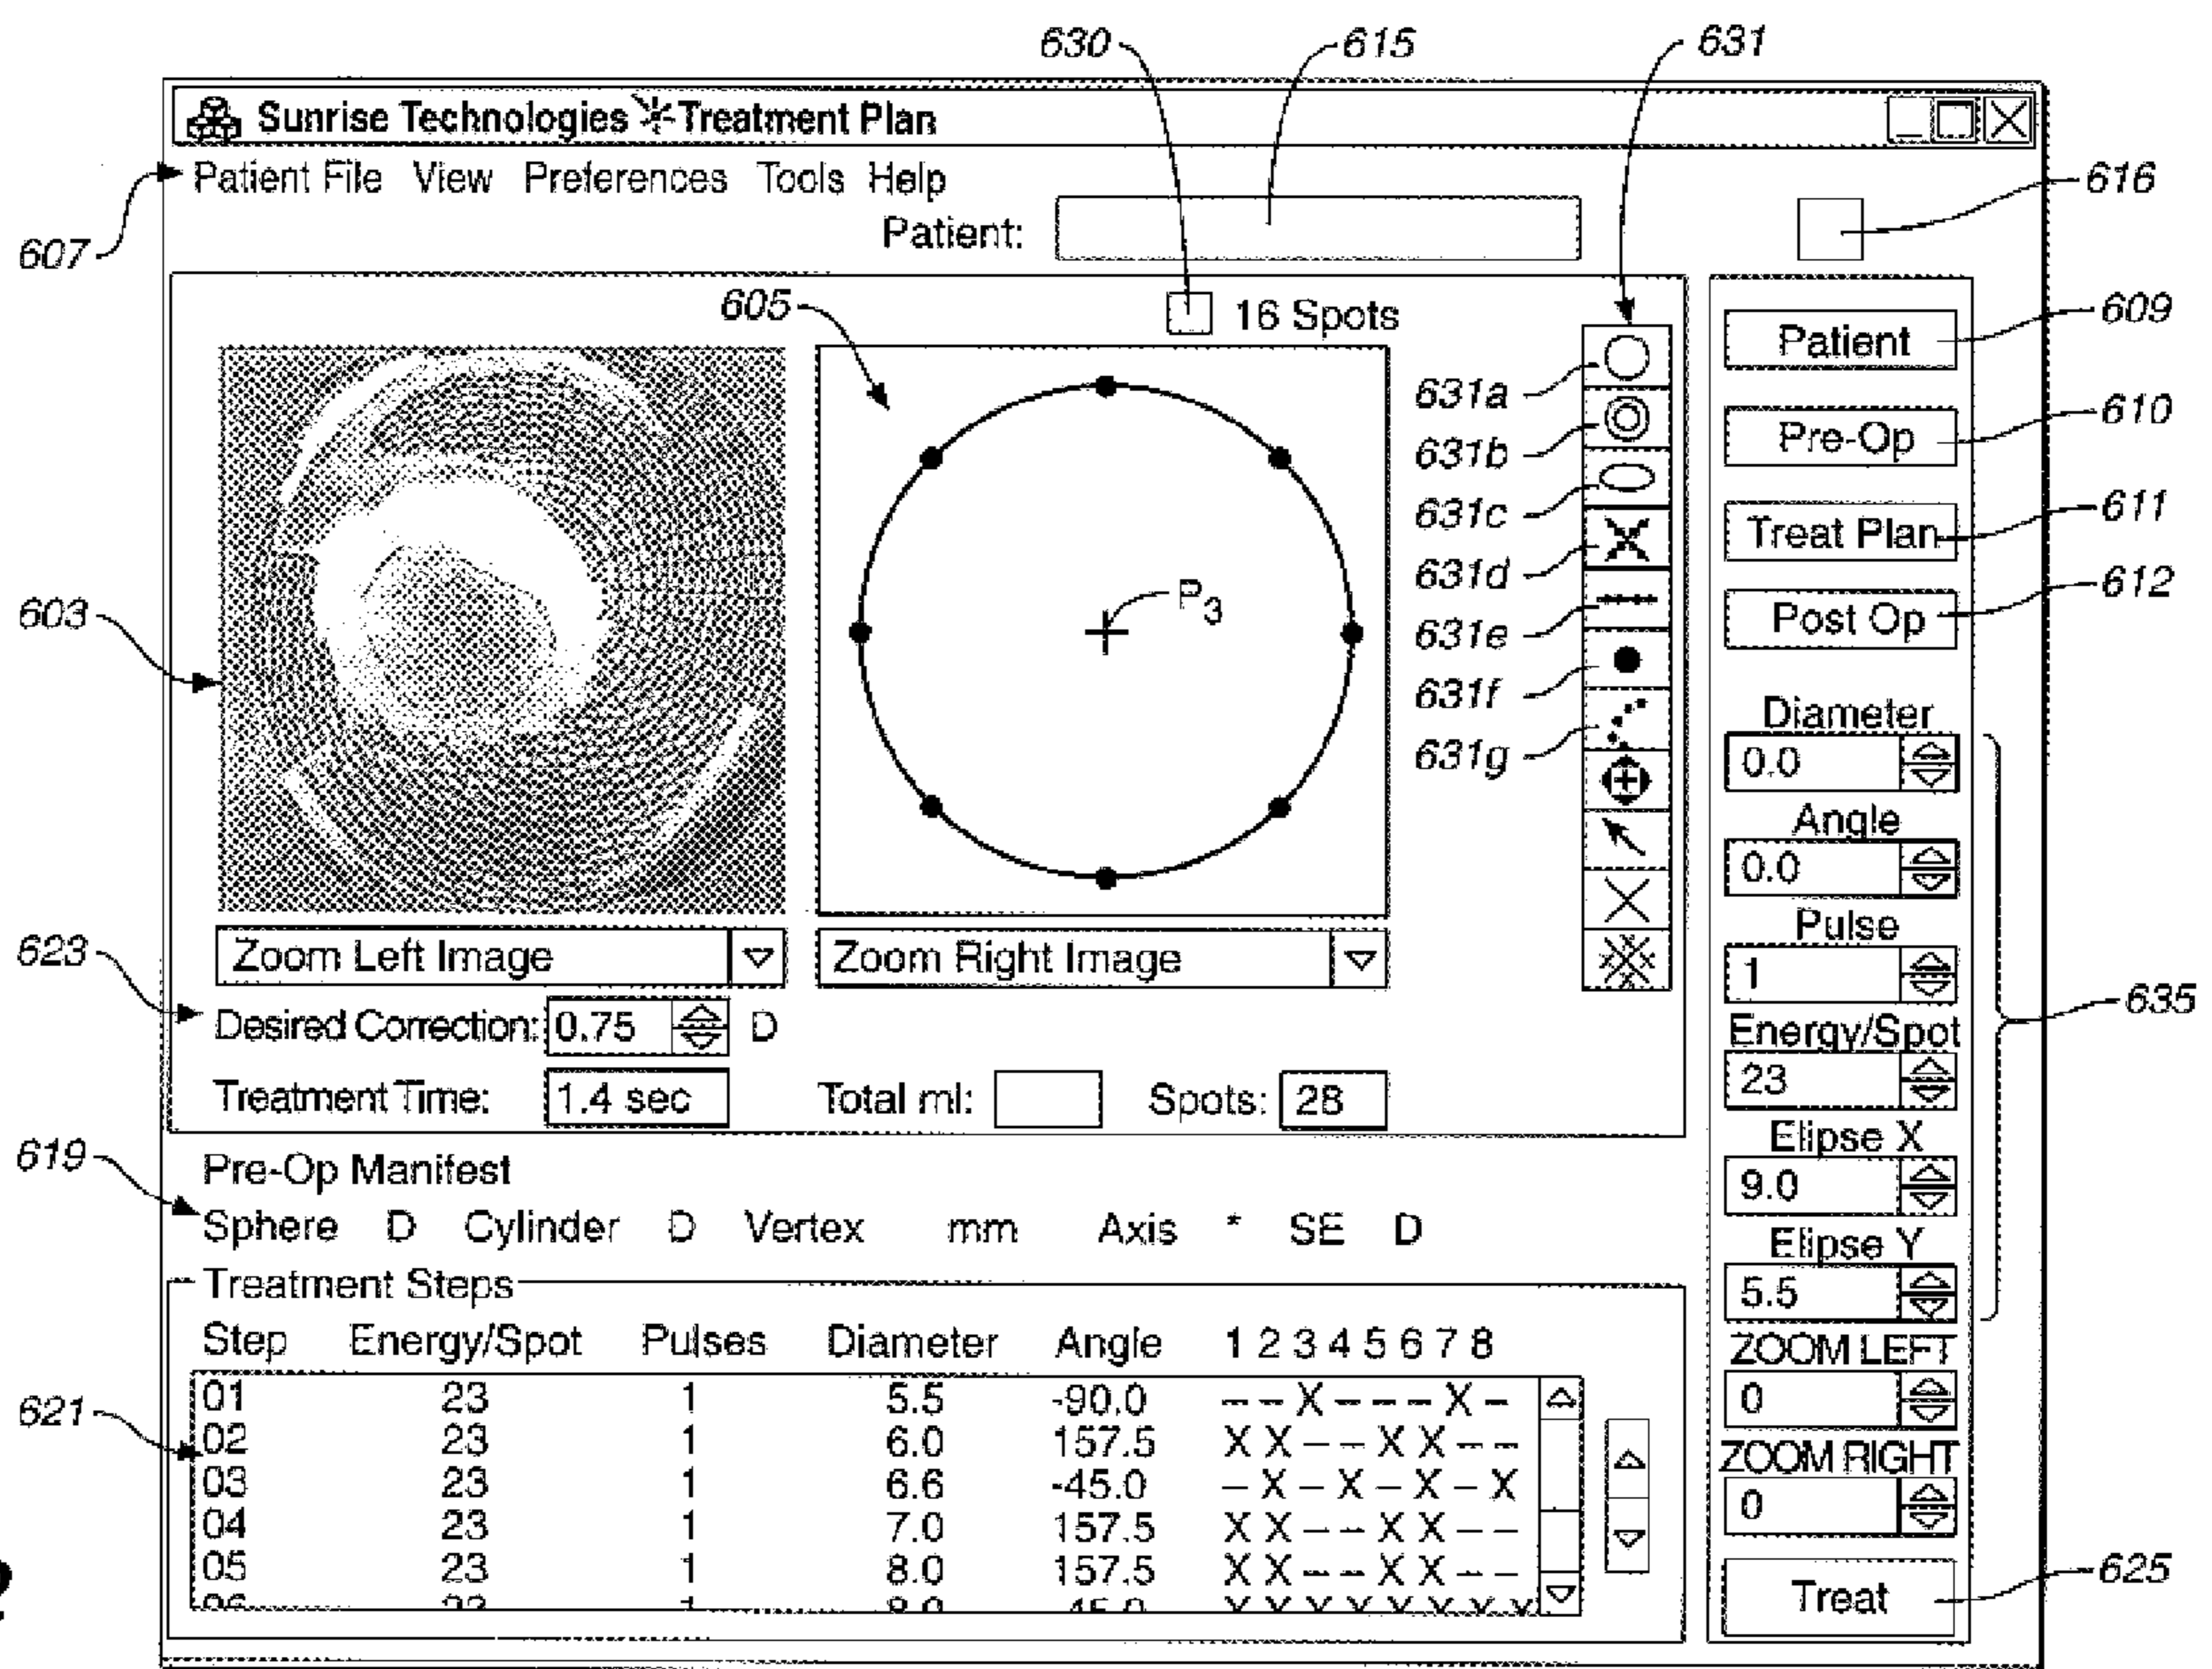 630 615 631
Sunrise Technologies Treatment Plan
Patient File View Preferences Tools Help
616
607
Patient:
605
16 Spots
609
Patient
631a
610
Pre-Op
631b
631c
611
Treat Plan
631d
612
Post Op
603
P3
631e
631f
Diameter
631g
0.0
Angle
0.0
Pulse
623
Zoom Left Image Zoom Right Image
1
635
Desired Correction: 0.75 D
Energy/Spot
23
Treatment Time: 1.4 sec Total ml: Spots: 28
Elipse X
619
Pre-Op Manifest
9.0
Sphere D Cylinder D Vertex mm Axis * SE D
Elipse Y
Treatment Steps
5.5
Step Energy/Spot Pulses Diameter Angle 1 2 3 4 5 6 7 8
ZOOM LEFT
01 23 1 5.5 -90.0 – – X – – – X –
0
621
02 23 1 6.0 157.5 X X – – X X – –
ZOOM RIGHT
03 23 1 6.6 -45.0 – X – X – X – X
0
04 23 1 7.0 157.5 X X – – X X – –
05 23 1 8.0 157.5 X X – – X X – –
625
Treat